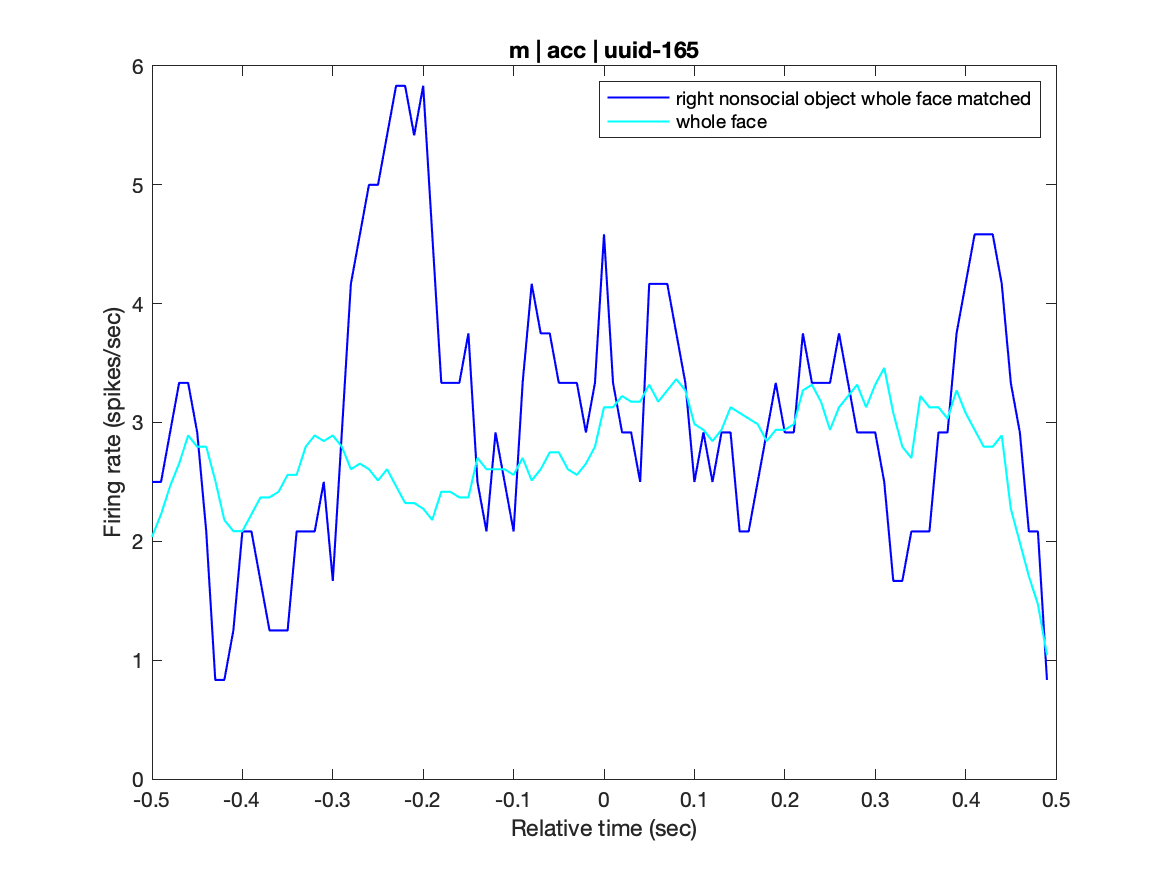 m | acc | uuid-165
right nonsocial object whole face matched
whole face
6
5
4
3
2
1
0
Firing rate (spikes/sec)
-0.5 -0.4 -0.3 -0.2 -0.1 0 0.1 0.2 0.3 0.4 0.5
Relative time (sec)